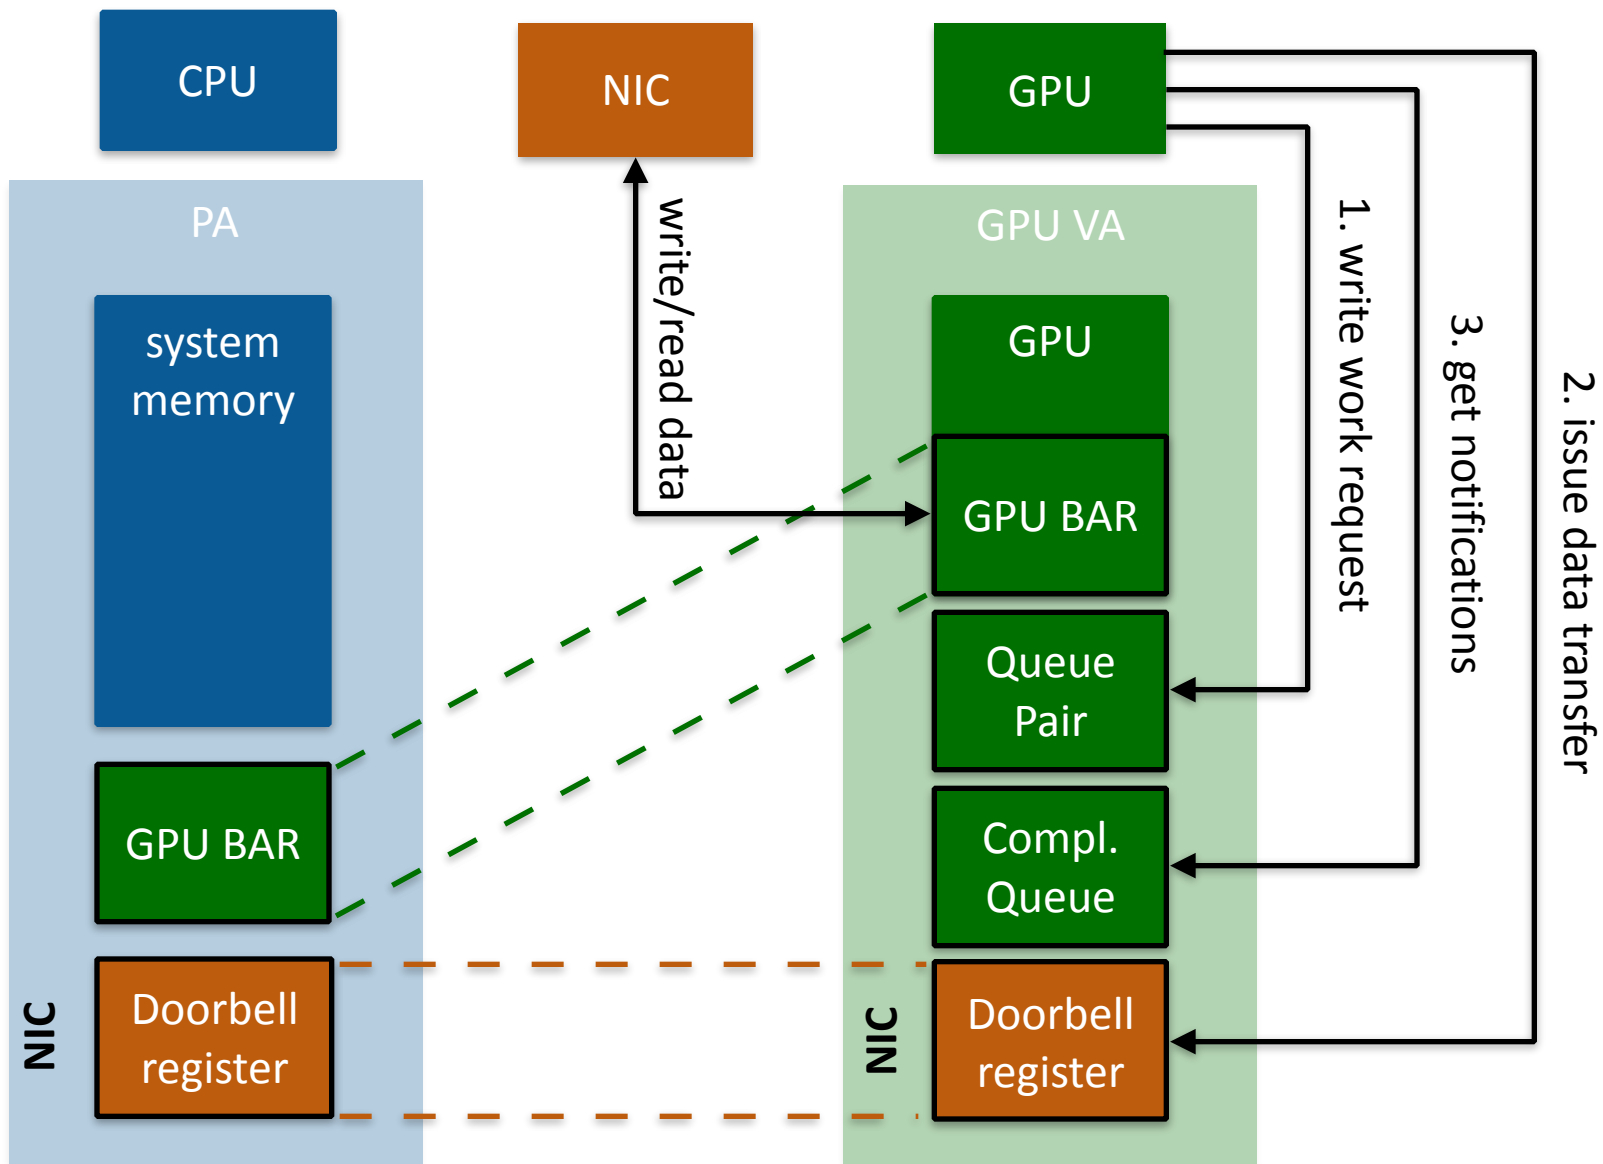 CPU
NIC
GPU
PA
system
memory
GPU BAR
NIC
Doorbell
register
write/read data
GPU VA
GPU
GPU BAR
Queue
Pair
Compl.
Queue
NIC
Doorbell
register
1. write work request
3. get notifications
2. issue data transfer